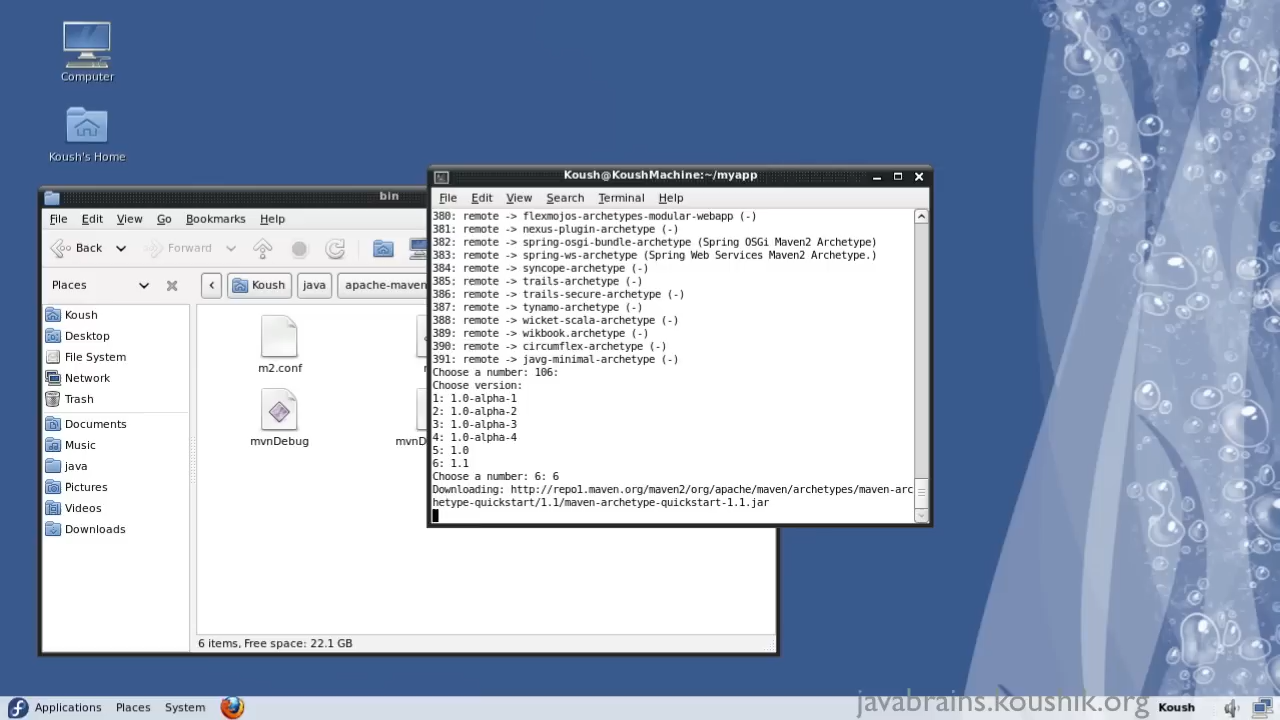 Computer
Koush's Home
bin
File Edit View Go Bookmarks Help
Back Forward
Places
Koush java apache-maven
Koush
Desktop
File System
Network
Trash
Documents
Music
java
Pictures
Videos
Downloads
m2.conf
mvnDebug
6 items, Free space: 22.1 GB
Koush@KoushMachine:~/myapp
File Edit View Search Terminal Help
380: remote -> flexmojos-archetypes-modular-webapp (-)
381: remote -> nexus-plugin-archetype (-)
382: remote -> spring-osgi-bundle-archetype (Spring OSGi Maven2 Archetype)
383: remote -> spring-ws-archetype (Spring Web Services Maven2 Archetype.)
384: remote -> syncope-archetype (-)
385: remote -> trails-archetype (-)
386: remote -> trails-secure-archetype (-)
387: remote -> tynamo-archetype (-)
388: remote -> wicket-scala-archetype (-)
389: remote -> wikbook.archetype (-)
390: remote -> circumflex-archetype (-)
391: remote -> javg-minimal-archetype (-)
Choose a number: 106:
Choose version:
1: 1.0-alpha-1
2: 1.0-alpha-2
3: 1.0-alpha-3
4: 1.0-alpha-4
5: 1.0
6: 1.1
Choose a number: 6: 6
Downloading: http://repo1.maven.org/maven2/org/apache/maven/archetypes/maven-arc
hetype-quickstart/1.1/maven-archetype-quickstart-1.1.jar
Applications Places System
javabrains.koushik.org
Koush